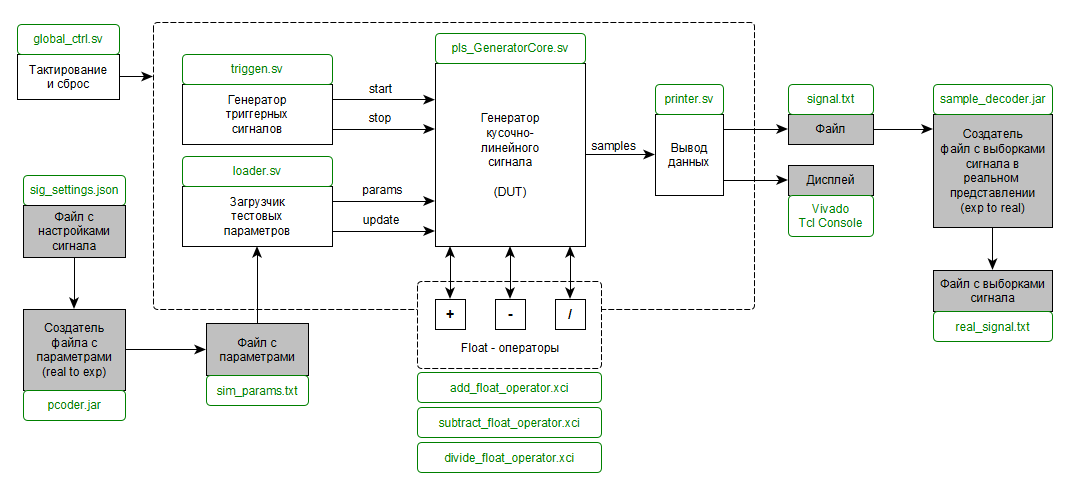 global_ctrl.sv
Тактирование
и сброс
triggen.sv
Генератор
триггерных
сигналов
start
stop
loader.sv
Загрузчик
тестовых
параметров
params
update
pls_GeneratorCore.sv
Генератор
кусочно-
линейного
сигнала
(DUT)
samples
printer.sv
Вывод
данных
signal.txt
Файл
Дисплей
Vivado
Tcl Console
sample_decoder.jar
Создатель
файл с выборками
сигнала в
реальном
представлении
(exp to real)
Файл с выборками
сигнала
real_signal.txt
sig_settings.json
Файл с
настройками
сигнала
Создатель
файла с
параметрами
(real to exp)
pcoder.jar
Файл с
параметрами
sim_params.txt
+
-
/
Float - операторы
add_float_operator.xci
subtract_float_operator.xci
divide_float_operator.xci